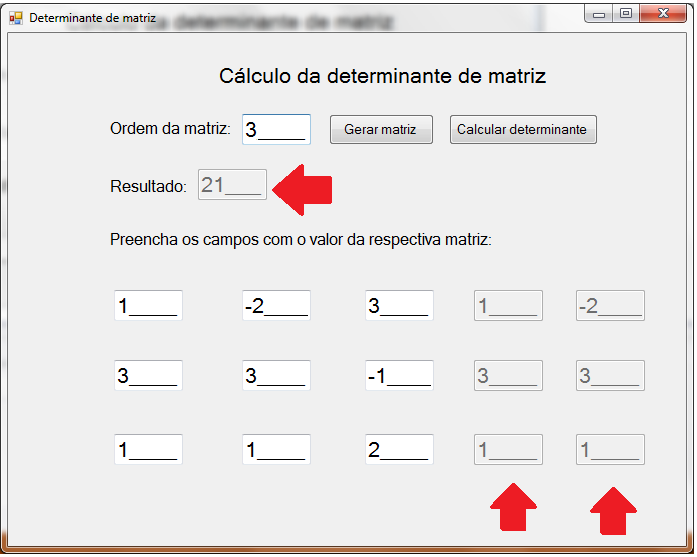 Determinante de matriz
Cálculo da determinante de matriz
Ordem da matriz: 3____ Gerar matriz Calcular determinante
Resultado: 21___
Preencha os campos com o valor da respectiva matriz:
1____ -2____ 3____ 1____ -2____
3____ 3____ -1____ 3____ 3____
1____ 1____ 2____ 1____ 1____